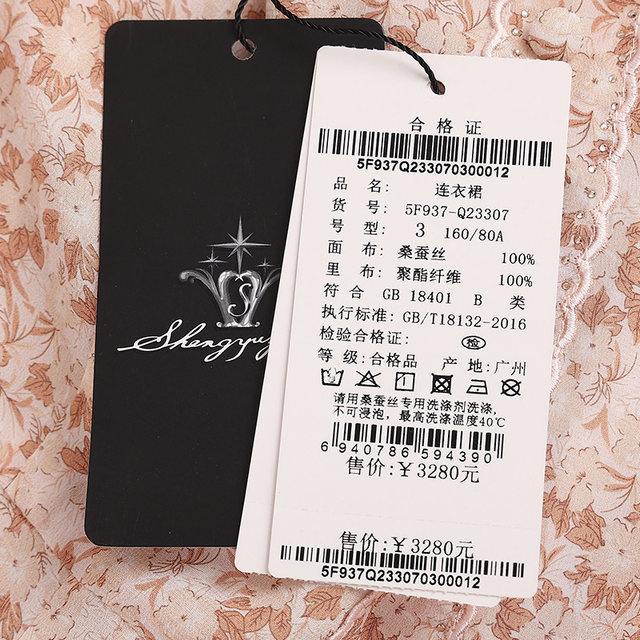 合格证
5F937Q233070300012
品 名: 连衣裙
货 号: 5F937-Q23307
号 型: 3 160/80A
面 布: 桑蚕丝 100%
里 布: 聚酯纤维 100%
符 合 GB 18401 B 类
执行标准: GB/T18132-2016
检验合格证: 检
等 级: 合格品 产 地: 广州
请用桑蚕丝专用洗涤剂洗涤,
不可浸泡, 最高洗涤温度40℃
6 940786 594390
售价:￥3280元
售价:￥3280元
5F937Q233070300012